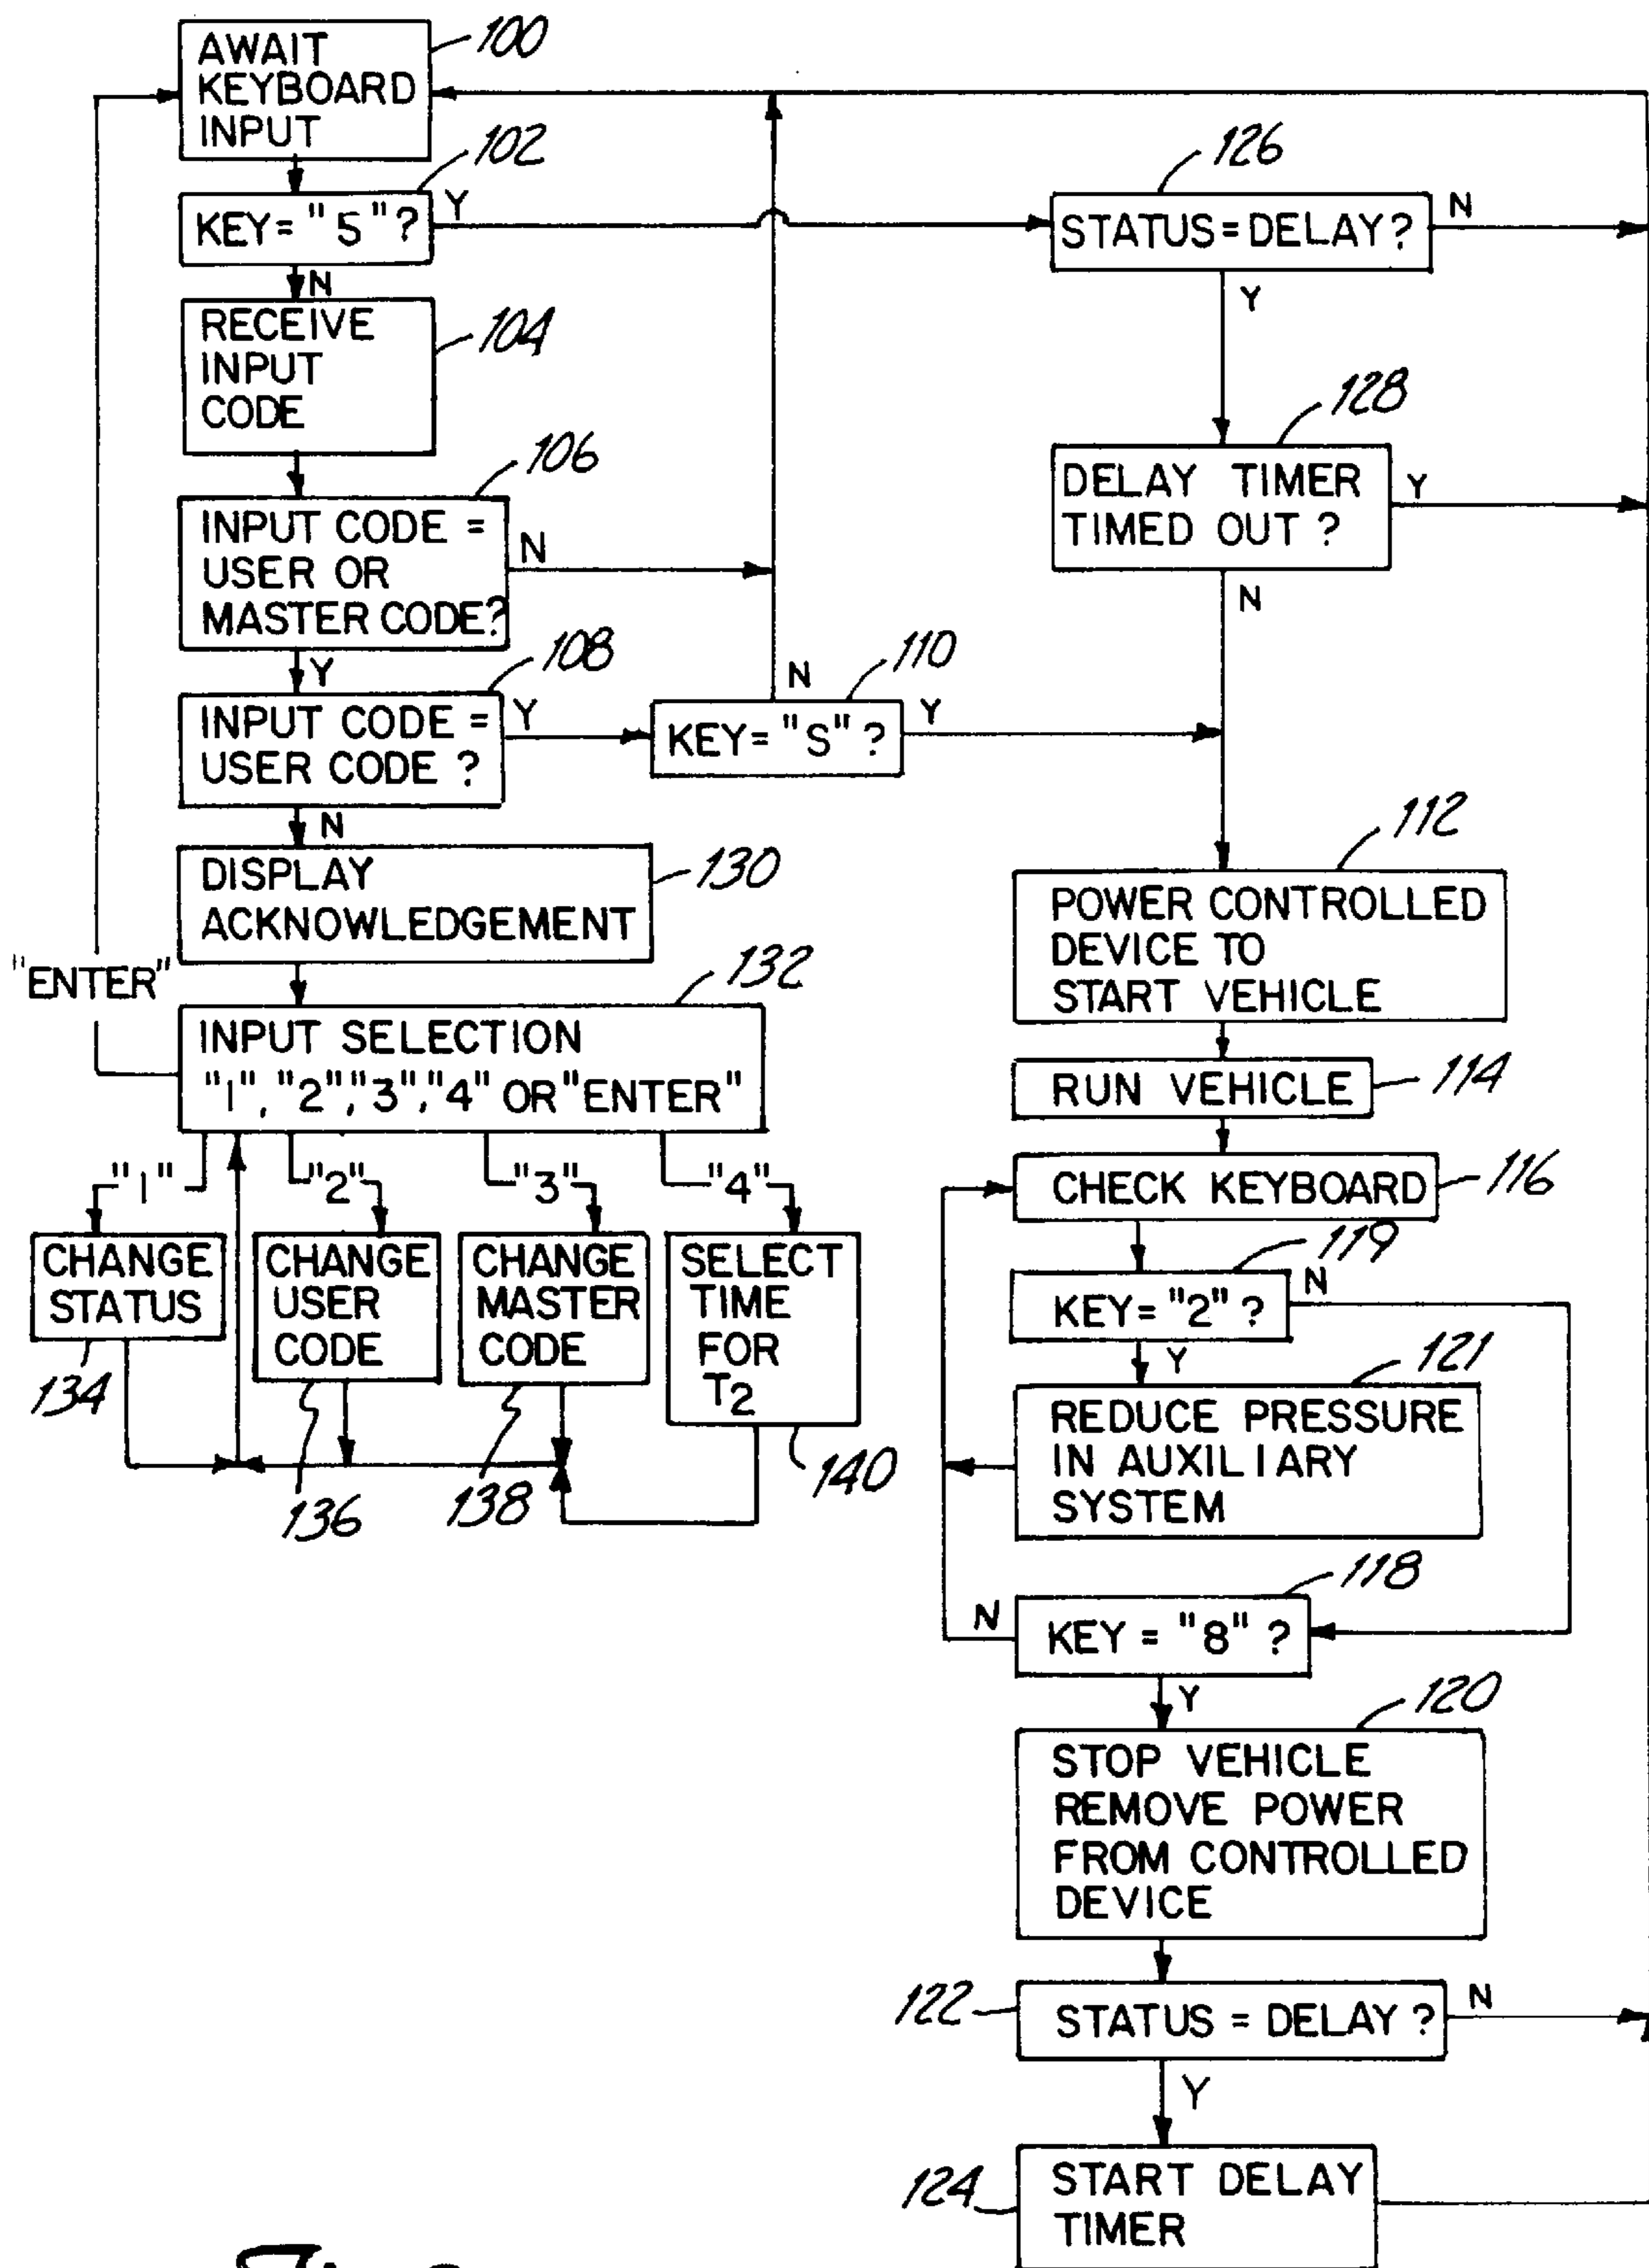 AWAIT
KEYBOARD
INPUT
100
102
KEY = "5" ?
Y
N
RECEIVE
INPUT
CODE
104
106
INPUT CODE =
USER OR
MASTER CODE?
N
Y
108
INPUT CODE =
USER CODE ?
Y
N
110
KEY = "S" ?
N
Y
DISPLAY
ACKNOWLEDGEMENT
130
"ENTER"
132
INPUT SELECTION
"1", "2", "3", "4" OR "ENTER"
"1"
"2"
"3"
"4"
CHANGE
STATUS
134
CHANGE
USER
CODE
136
CHANGE
MASTER
CODE
138
SELECT
TIME
FOR
T2
140
126
STATUS = DELAY ?
N
Y
128
DELAY TIMER
TIMED OUT ?
Y
N
112
POWER CONTROLLED
DEVICE TO
START VEHICLE
RUN VEHICLE
114
CHECK KEYBOARD
116
119
KEY = "2" ?
N
Y
121
REDUCE PRESSURE
IN AUXILIARY
SYSTEM
118
N
KEY = "8" ?
Y
120
STOP VEHICLE
REMOVE POWER
FROM CONTROLLED
DEVICE
122
STATUS = DELAY ?
N
Y
124
START DELAY
TIMER